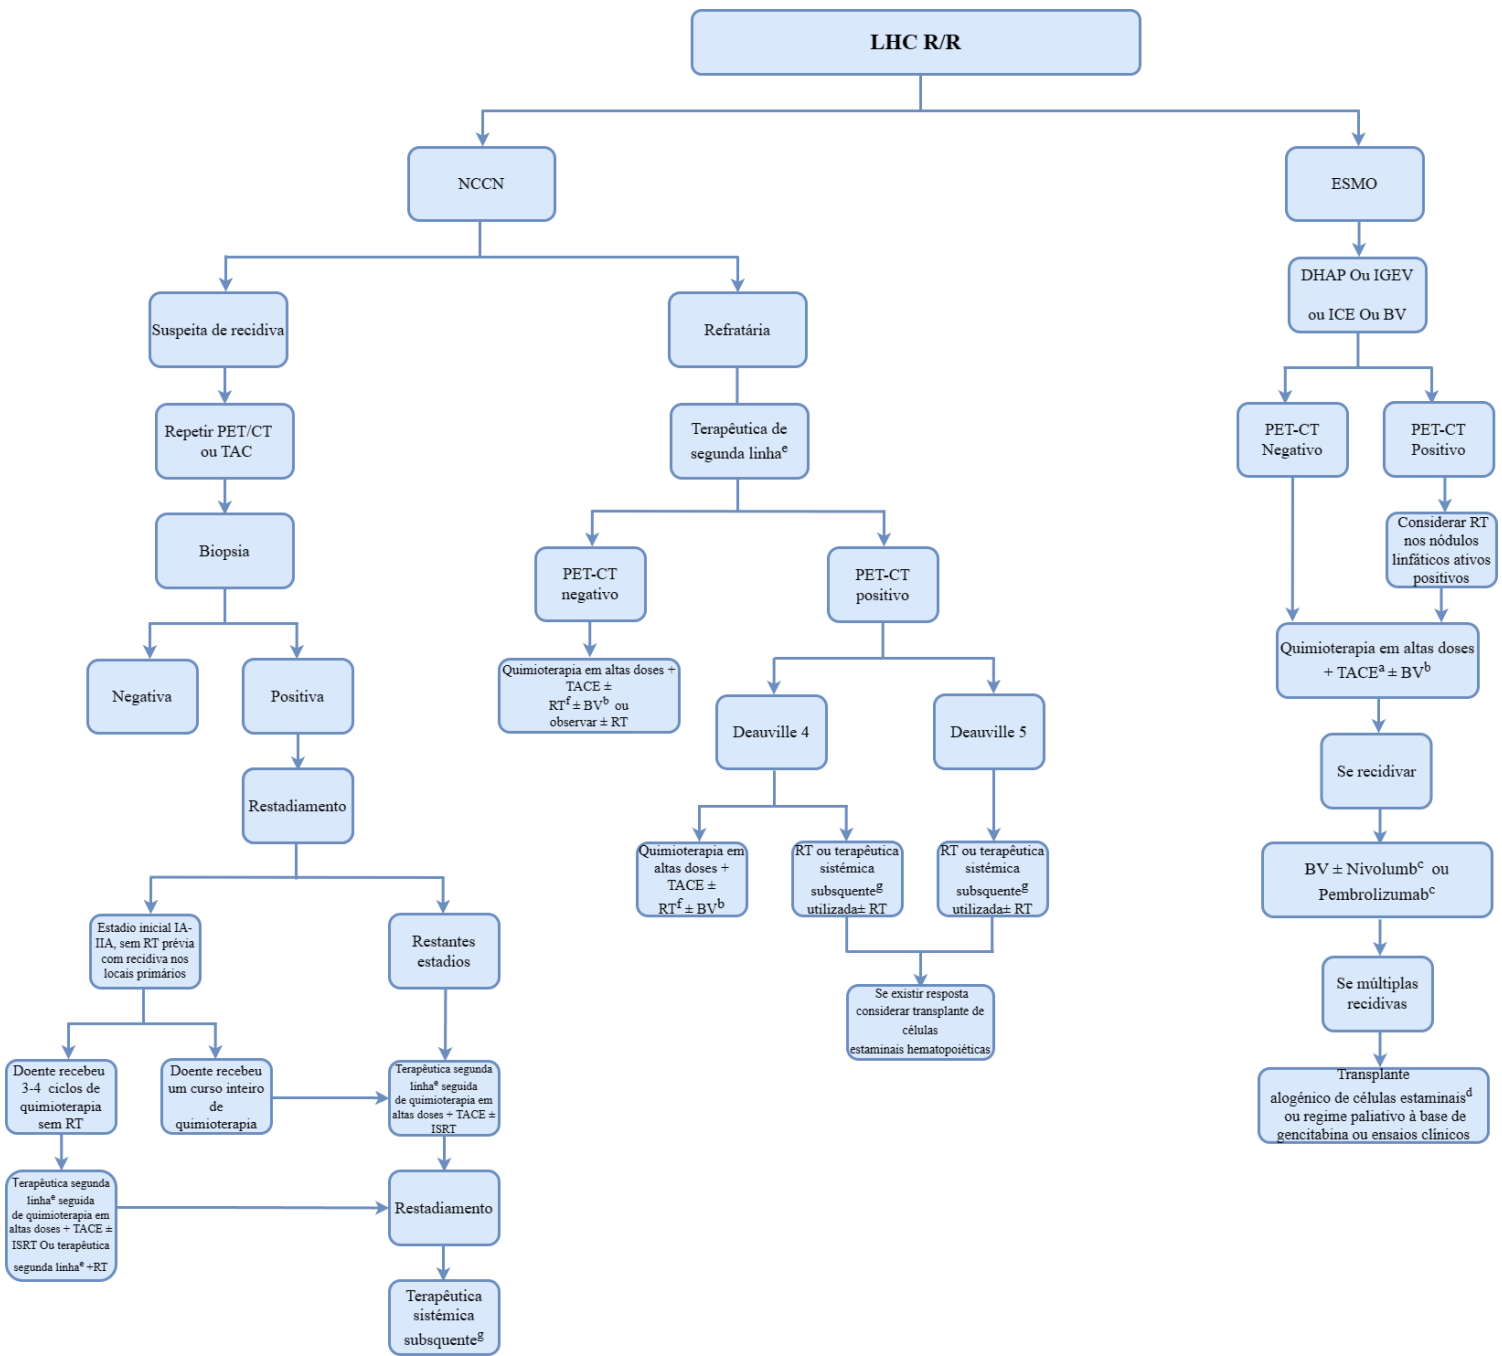 LHC R/R
NCCN
ESMO
Suspeita de recidiva
Refratária
DHAP Ou IGEV
ou ICE Ou BV
Repetir PET/CT
ou TAC
Terapêutica de
segunda linhaᵉ
PET-CT
Negativo
PET-CT
Positivo
Biopsia
PET-CT
negativo
PET-CT
positivo
Considerar RT
nos nódulos
linfáticos ativos
positivos
Negativa
Positiva
Quimioterapia em altas doses +
TACE ±
RTᶠ ± BVᵇ ou
observar ± RT
Deauville 4
Deauville 5
Quimioterapia em altas doses
+ TACEᵃ ± BVᵇ
Se recidivar
Restadiamento
Quimioterapia em
altas doses +
TACE ±
RTᶠ ± BVᵇ
RT ou terapêutica
sistémica
subsquenteᵍ
utilizada± RT
RT ou terapêutica
sistémica
subsquenteᵍ
utilizada± RT
BV ± Nivolumbᶜ ou
Pembrolizumabᶜ
Estadio inicial IA-
IIA, sem RT prévia
com recidiva nos
locais primários
Restantes
estadios
Se existir resposta
considerar transplante de
células
estaminais hematopoiéticas
Se múltiplas
recidivas
Doente recebeu
3-4 ciclos de
quimioterapia
sem RT
Doente recebeu
um curso inteiro
de
quimioterapia
Terapêutica segunda
linhaᵉ seguida
de quimioterapia em
altas doses + TACE ±
ISRT
Transplante
alogénico de células estaminaisᵈ
ou regime paliativo à base de
gencitabina ou ensaios clínicos
Terapêutica segunda
linhaᵉ seguida
de quimioterapia em
altas doses + TACE ±
ISRT Ou terapêutica
segunda linhaᵉ +RT
Restadiamento
Terapêutica
sistémica
subsquenteᵍ